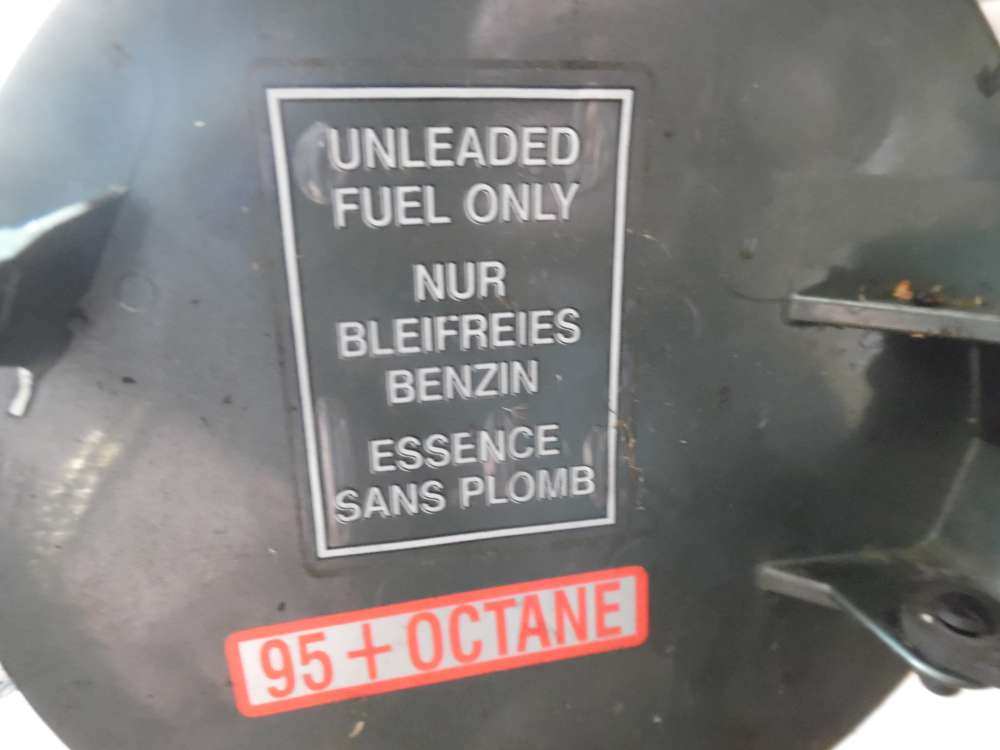 UNLEADED
FUEL ONLY
NUR
BLEIFREIES
BENZIN
ESSENCE
SANS PLOMB
95 + OCTANE